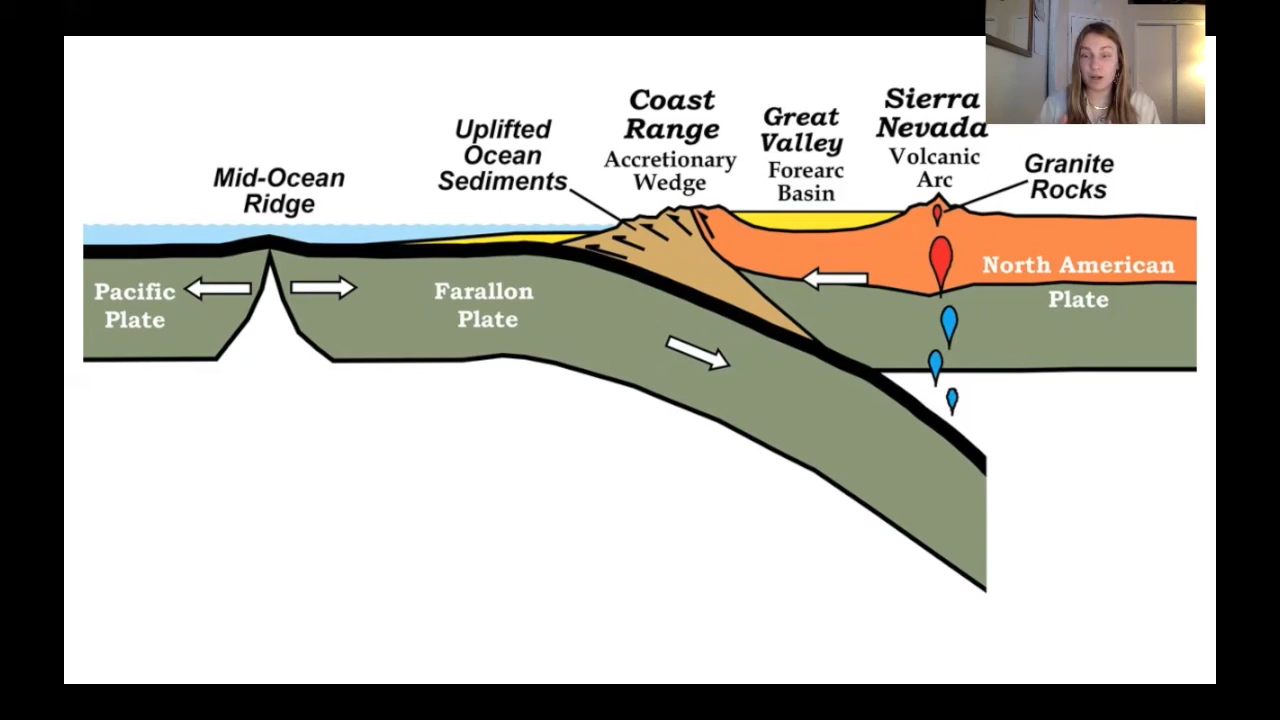 Coast
Range
Accretionary
Wedge
Great
Valley
Forearc
Basin
Sierra
Nevada
Volcanic
Arc
Uplifted
Ocean
Sediments
Mid-Ocean
Ridge
Granite
Rocks
Pacific
Plate
Farallon
Plate
North American
Plate